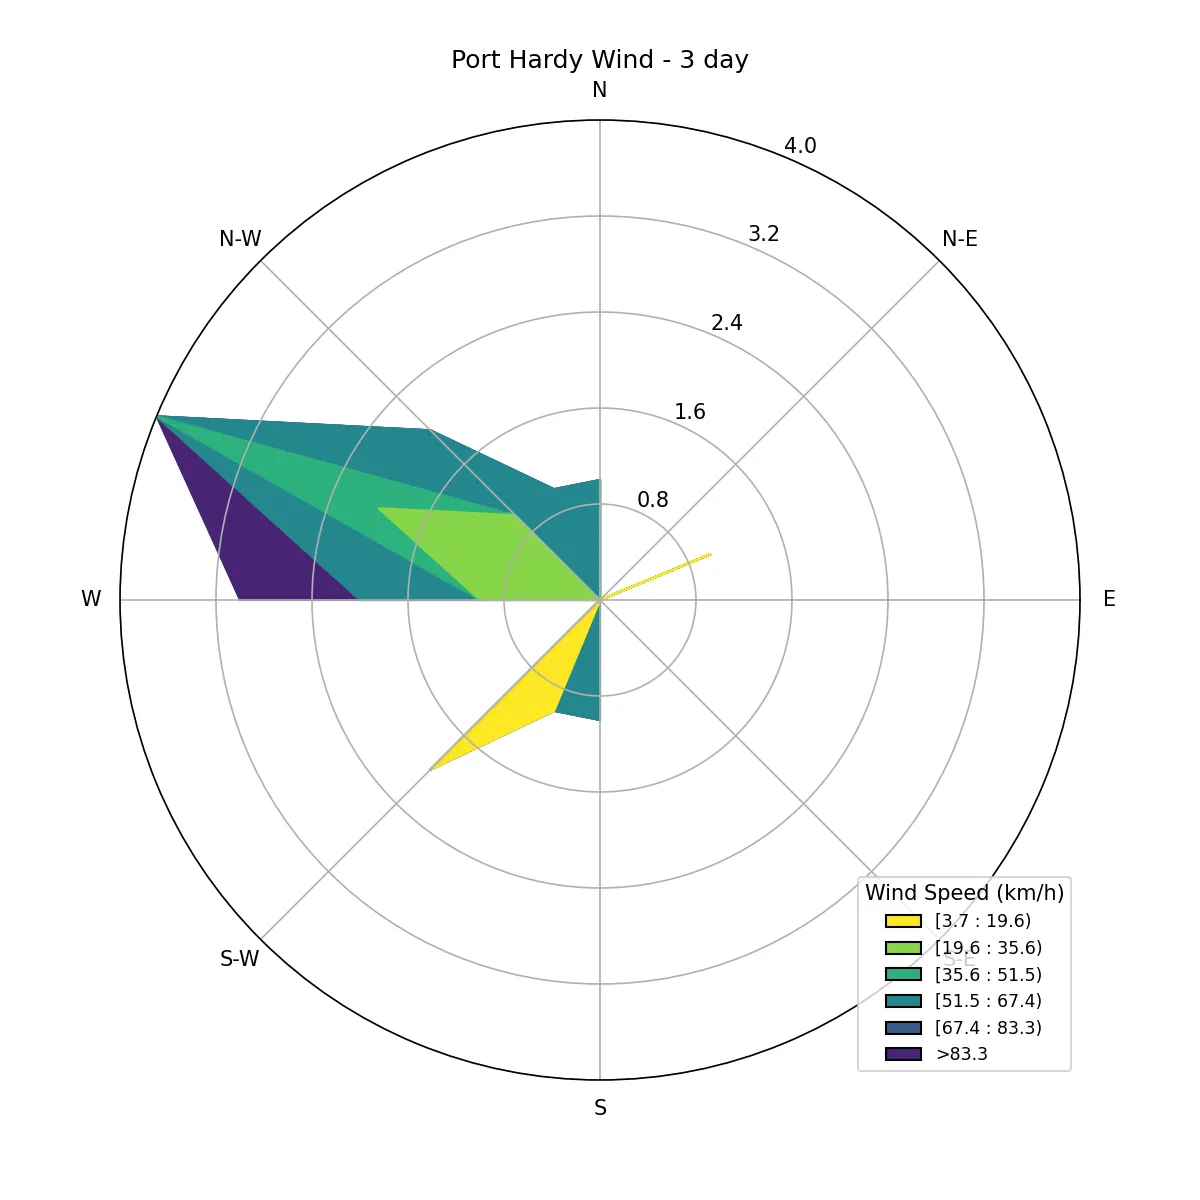 Port Hardy Wind - 3 day
N
4.0
N-W
N-E
3.2
2.4
1.6
0.8
W
E
Wind Speed (km/h)
[3.7 : 19.6)
[19.6 : 35.6)
S-W
S-E
[35.6 : 51.5)
[51.5 : 67.4)
[67.4 : 83.3)
>83.3
S